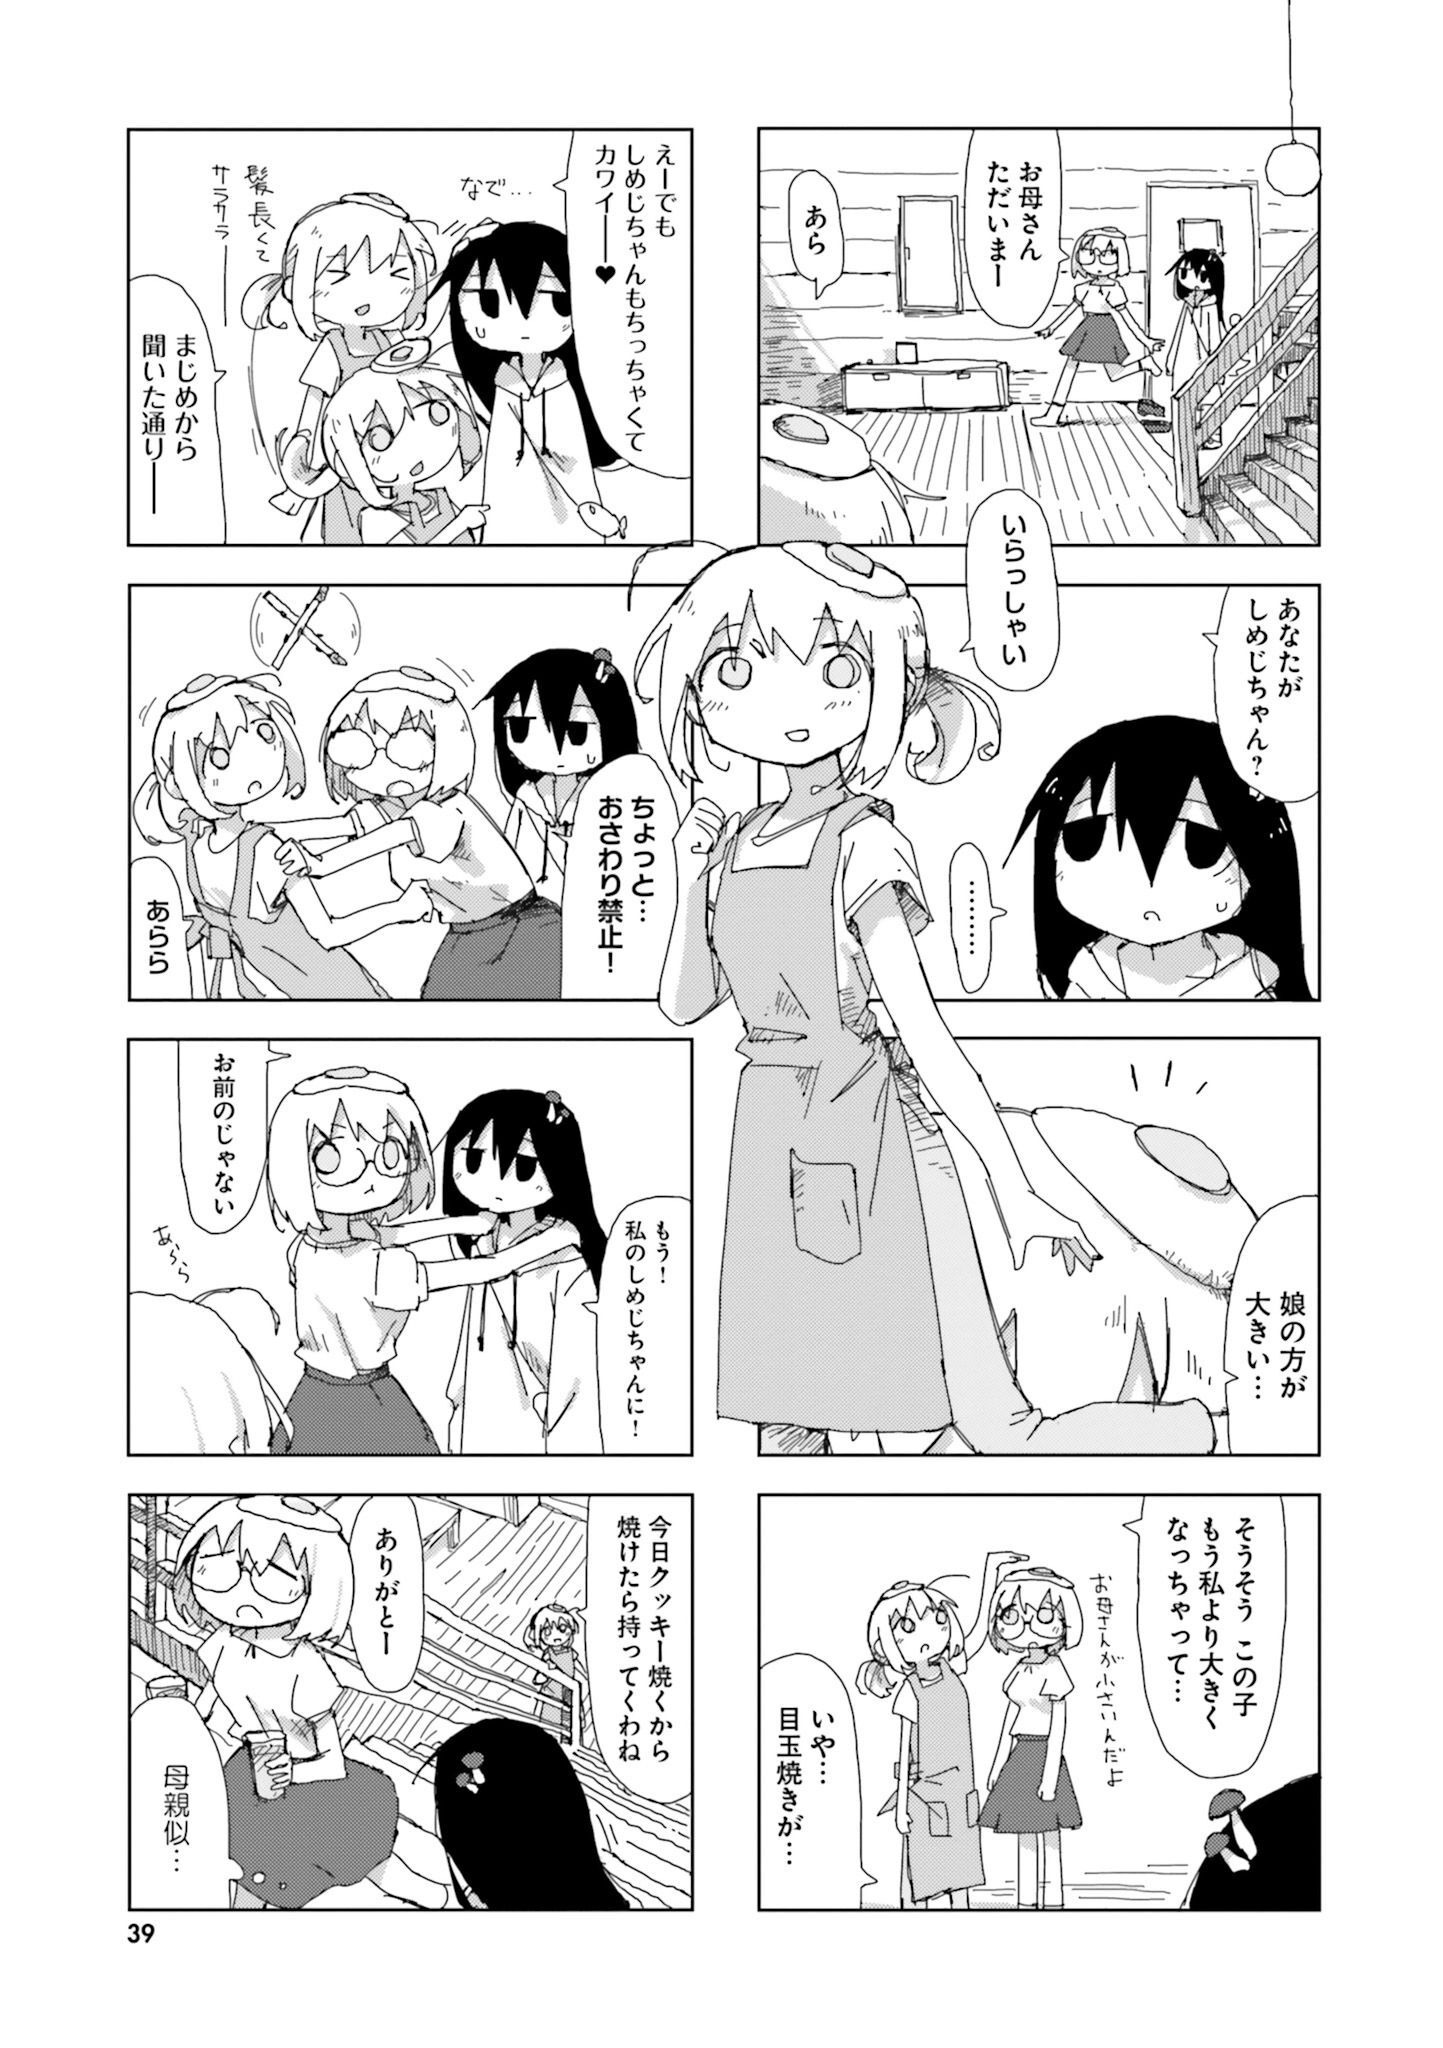 お母さん
ただいまー
あら
いらっしゃい
あなたが
しめじちゃん?
………
娘の方が
大きい…
そうそう この子
もう私より大きく
なっちゃって…
お母さんが小さいんだよ
いや…
目玉焼きが…
えーでも
しめじちゃんもちっちゃくて
カワイーー♥
なで…
髪長くて
サラサラー
まじめから
聞いた通りーー
ちょっと…
おさわり禁止!
あらら
もう!
私のしめじちゃんに!
お前のじゃない
あらら
今日クッキー焼くから
焼けたら持ってくわね
ありがとー
母親似…
39